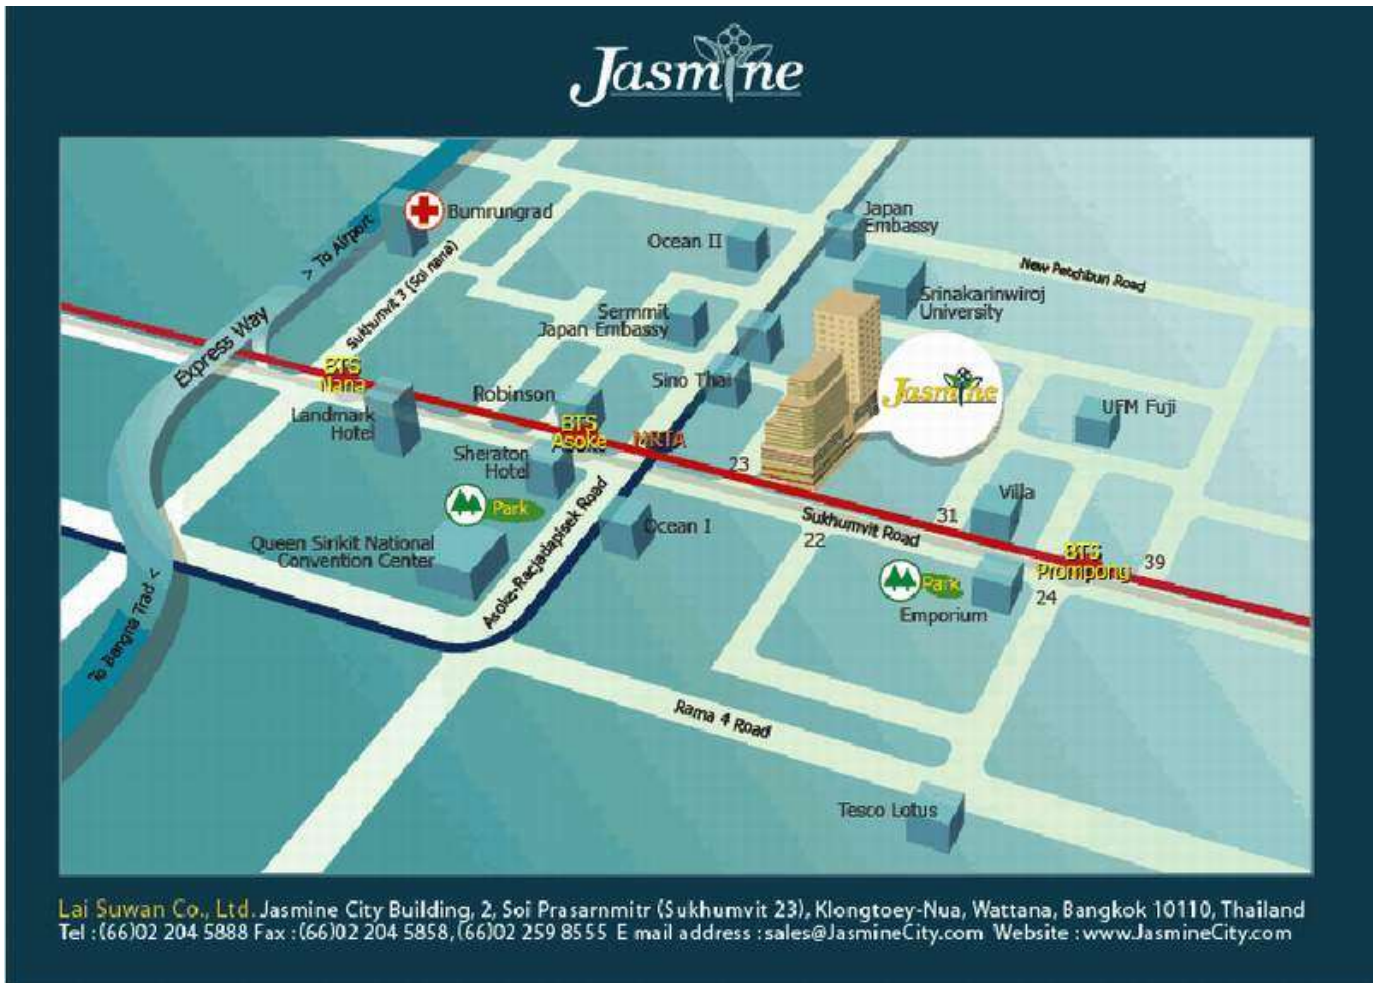 Jasmine
Bumrungrad
> To Airport
Sukhumvit 3 (Soi nana)
Express Way
Ocean II
Japan
Embassy
New Petchburi Road
Srinakarinwiroj
University
Sermmit
Japan Embassy
Sino Thai
Jasmine
UFM Fuji
BTS
Nana
Landmark
Hotel
Robinson
BTS
Asoke
MRTA
Sheraton
Hotel
23
Park
Villa
31
Sukhumvit Road
22
Ocean I
Queen Sirikit National
Convention Center
Asoke-Racjadapisek Road
BTS
Prompong
39
Park
24
Emporium
To Bangna Trad <
Rama 4 Road
Tesco Lotus
Lai Suwan Co., Ltd. Jasmine City Building, 2, Soi Prasarnmitr (Sukhumvit 23), Klongtoey-Nua, Wattana, Bangkok 10110, Thailand
Tel :(66)02 204 5888 Fax :(66)02 204 5858,(66)02 259 8555 E mail address :sales@JasmineCity.com Website :www.JasmineCity.com